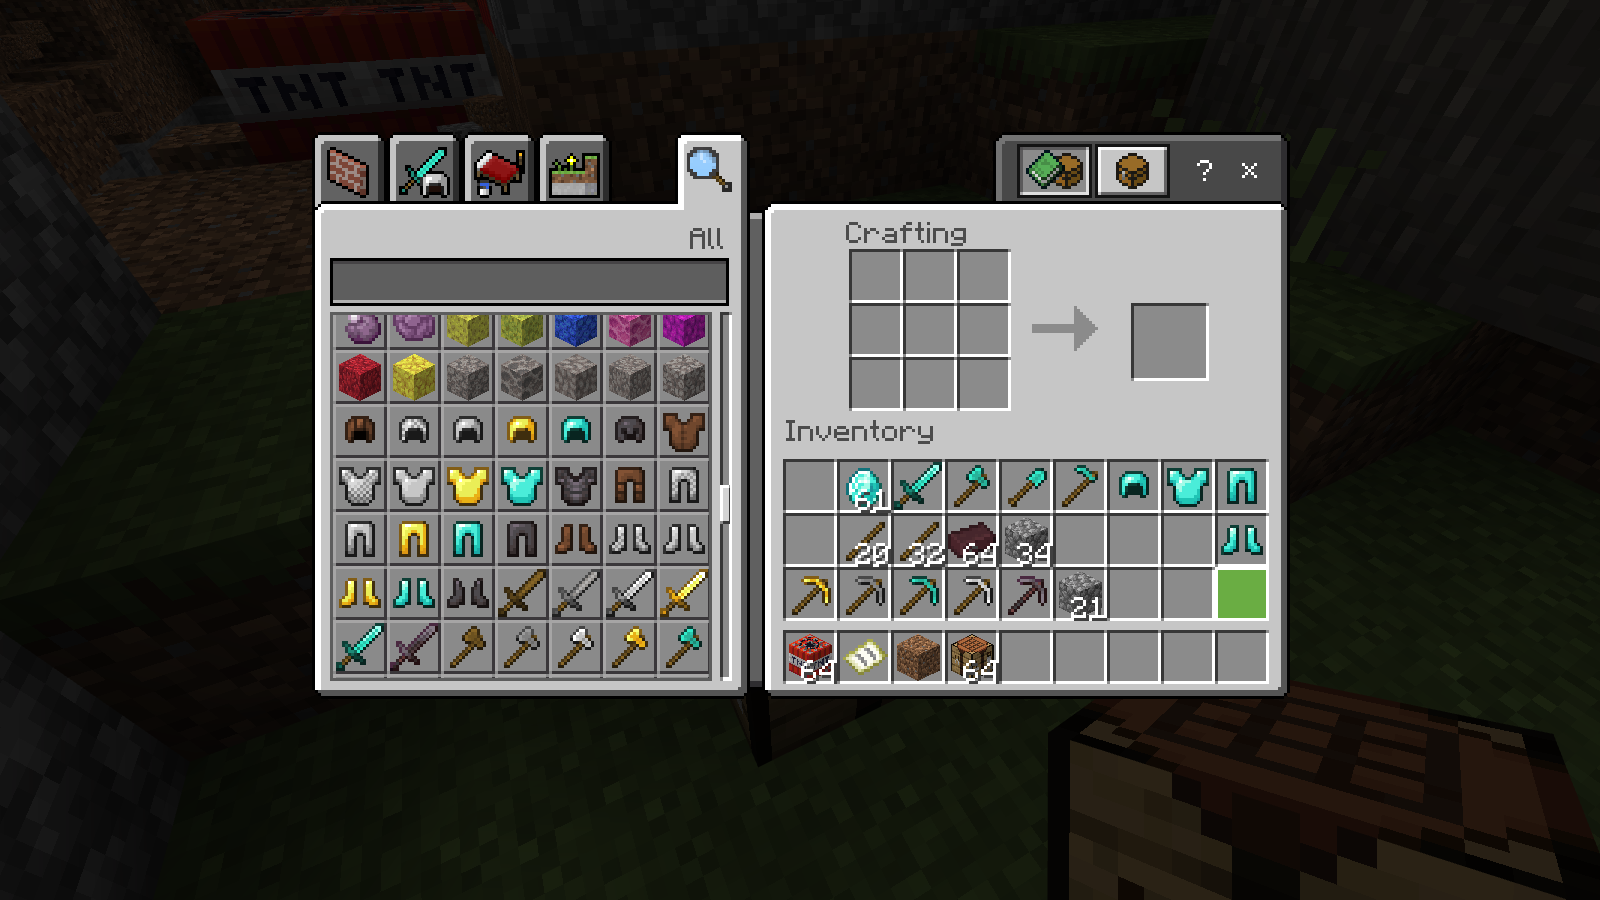 TNT TNT
? x
All
Crafting
Inventory
61
20 32 64 34
21
64 64